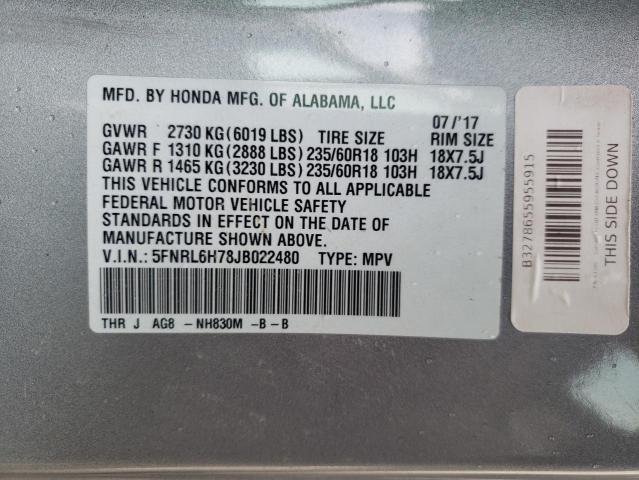 MFD. BY HONDA MFG. OF ALABAMA, LLC
07/'17
GVWR 2730 KG(6019 LBS) TIRE SIZE RIM SIZE
GAWR F 1310 KG(2888 LBS) 235/60R18 103H 18X7.5J
GAWR R 1465 KG(3230 LBS) 235/60R18 103H 18X7.5J
THIS VEHICLE CONFORMS TO ALL APPLICABLE
FEDERAL MOTOR VEHICLE SAFETY
STANDARDS IN EFFECT ON THE DATE OF
MANUFACTURE SHOWN ABOVE.
V.I.N.: 5FNRL6H78JB022480 TYPE: MPV
THR J AG8 -NH830M -B-B
B3278655955915
THIS SIDE DOWN